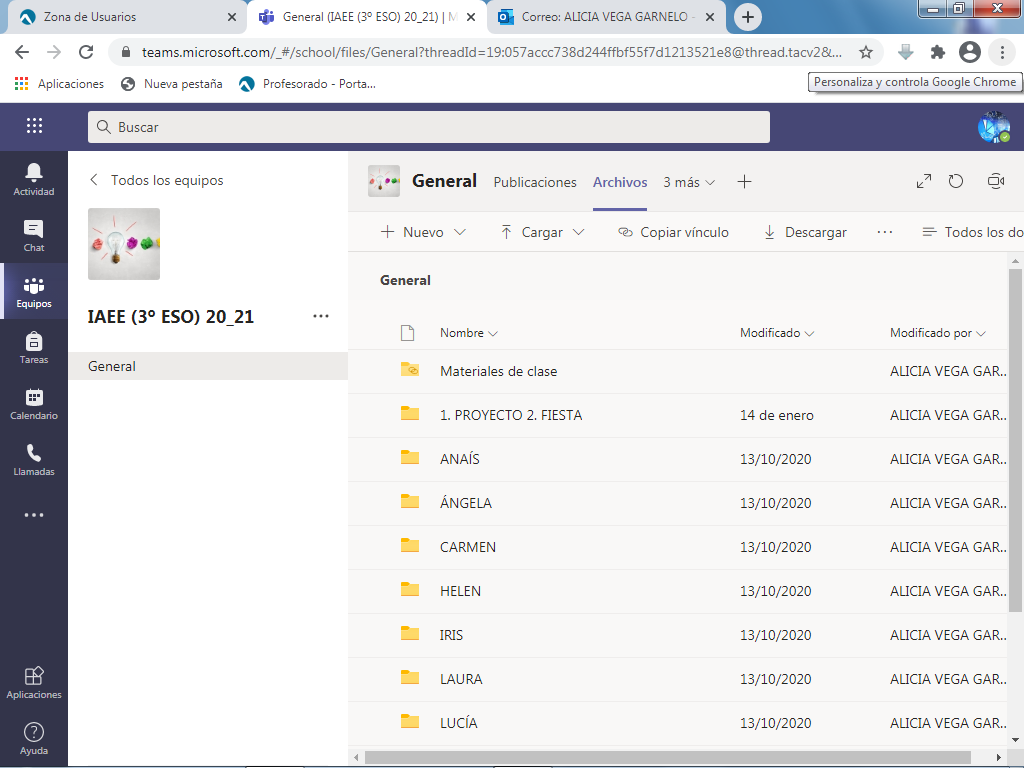 Zona de Usuarios
General (IAEE (3º ESO) 20_21) | M
Correo: ALICIA VEGA GARNELO -
teams.microsoft.com/_#/school/files/General?threadId=19:057accc738d244ffbf55f7d1213521e8@thread.tacv2&...
Aplicaciones
Nueva pestaña
Profesorado - Porta...
Personaliza y controla Google Chrome
Buscar
Actividad
Chat
Equipos
Tareas
Calendario
Llamadas
Aplicaciones
Ayuda
Todos los equipos
IAEE (3º ESO) 20_21
General
General Publicaciones Archivos 3 más
Nuevo Cargar Copiar vínculo Descargar Todos los do
General
Nombre Modificado Modificado por
Materiales de clase ALICIA VEGA GAR...
1. PROYECTO 2. FIESTA 14 de enero ALICIA VEGA GAR...
ANAÍS 13/10/2020 ALICIA VEGA GAR...
ÁNGELA 13/10/2020 ALICIA VEGA GAR...
CARMEN 13/10/2020 ALICIA VEGA GAR...
HELEN 13/10/2020 ALICIA VEGA GAR...
IRIS 13/10/2020 ALICIA VEGA GAR...
LAURA 13/10/2020 ALICIA VEGA GAR...
LUCÍA 13/10/2020 ALICIA VEGA GAR...